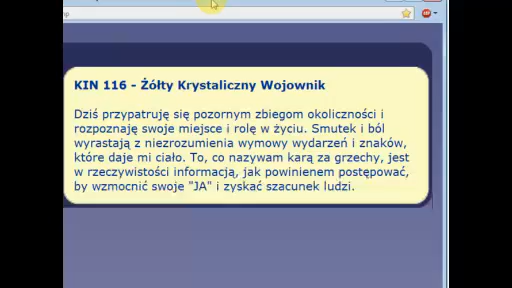 KIN 116 - Żółty Krystaliczny Wojownik
Dziś przypatruję się pozornym zbiegom okoliczności i
rozpoznaję swoje miejsce i rolę w życiu. Smutek i ból
wyrastają z niezrozumienia wymowy wydarzeń i znaków,
które daje mi ciało. To, co nazywam karą za grzechy, jest
w rzeczywistości informacją, jak powinienem postępować,
by wzmocnić swoje "JA" i zyskać szacunek ludzi.